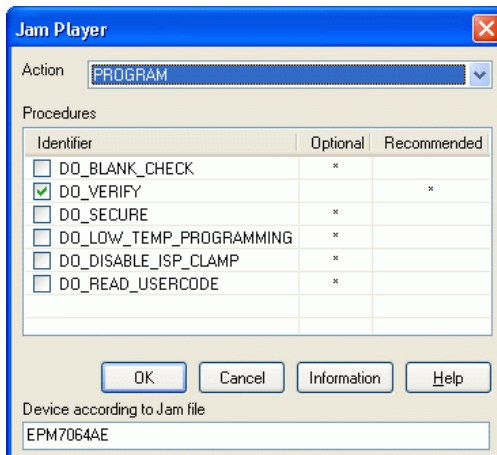 Jam Player
Action PROGRAM
Procedures
Identifier Optional Recommended
DO_BLANK_CHECK *
DO_VERIFY *
DO_SECURE *
DO_LOW_TEMP_PROGRAMMING *
DO_DISABLE_ISP_CLAMP *
DO_READ_USERCODE *
OK Cancel Information Help
Device according to Jam file
EPM7064AE